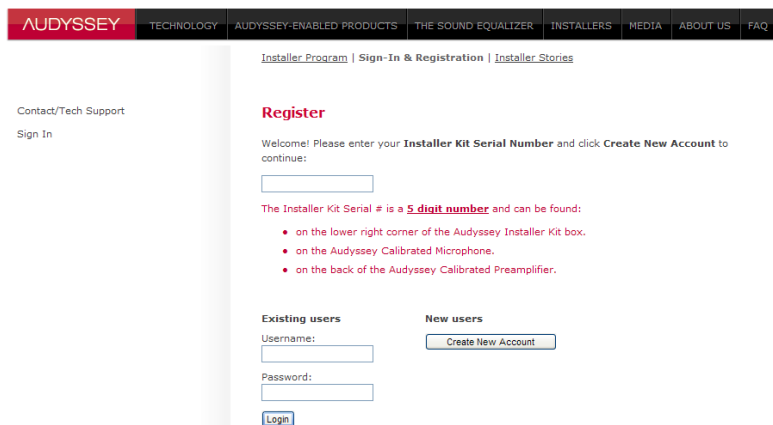 AUDYSSEY TECHNOLOGY AUDYSSEY-ENABLED PRODUCTS THE SOUND EQUALIZER INSTALLERS MEDIA ABOUT US FAQ
Installer Program | Sign-In & Registration | Installer Stories
Contact/Tech Support
Sign In
Register
Welcome! Please enter your Installer Kit Serial Number and click Create New Account to
continue:
The Installer Kit Serial # is a 5 digit number and can be found:
• on the lower right corner of the Audyssey Installer Kit box.
• on the Audyssey Calibrated Microphone.
• on the back of the Audyssey Calibrated Preamplifier.
Existing users
Username:
Password:
Login
New users
Create New Account